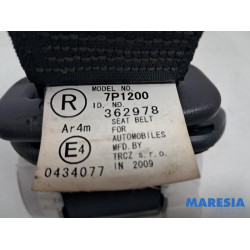 MODEL NO.
R 7P1200
ID. NO.
362978
Ar4m SEAT BELT
FOR
AUTOMOBILES
E4 MFD.BY
TRCZ s.r.o.
0434077 IN 2009
MARESIA